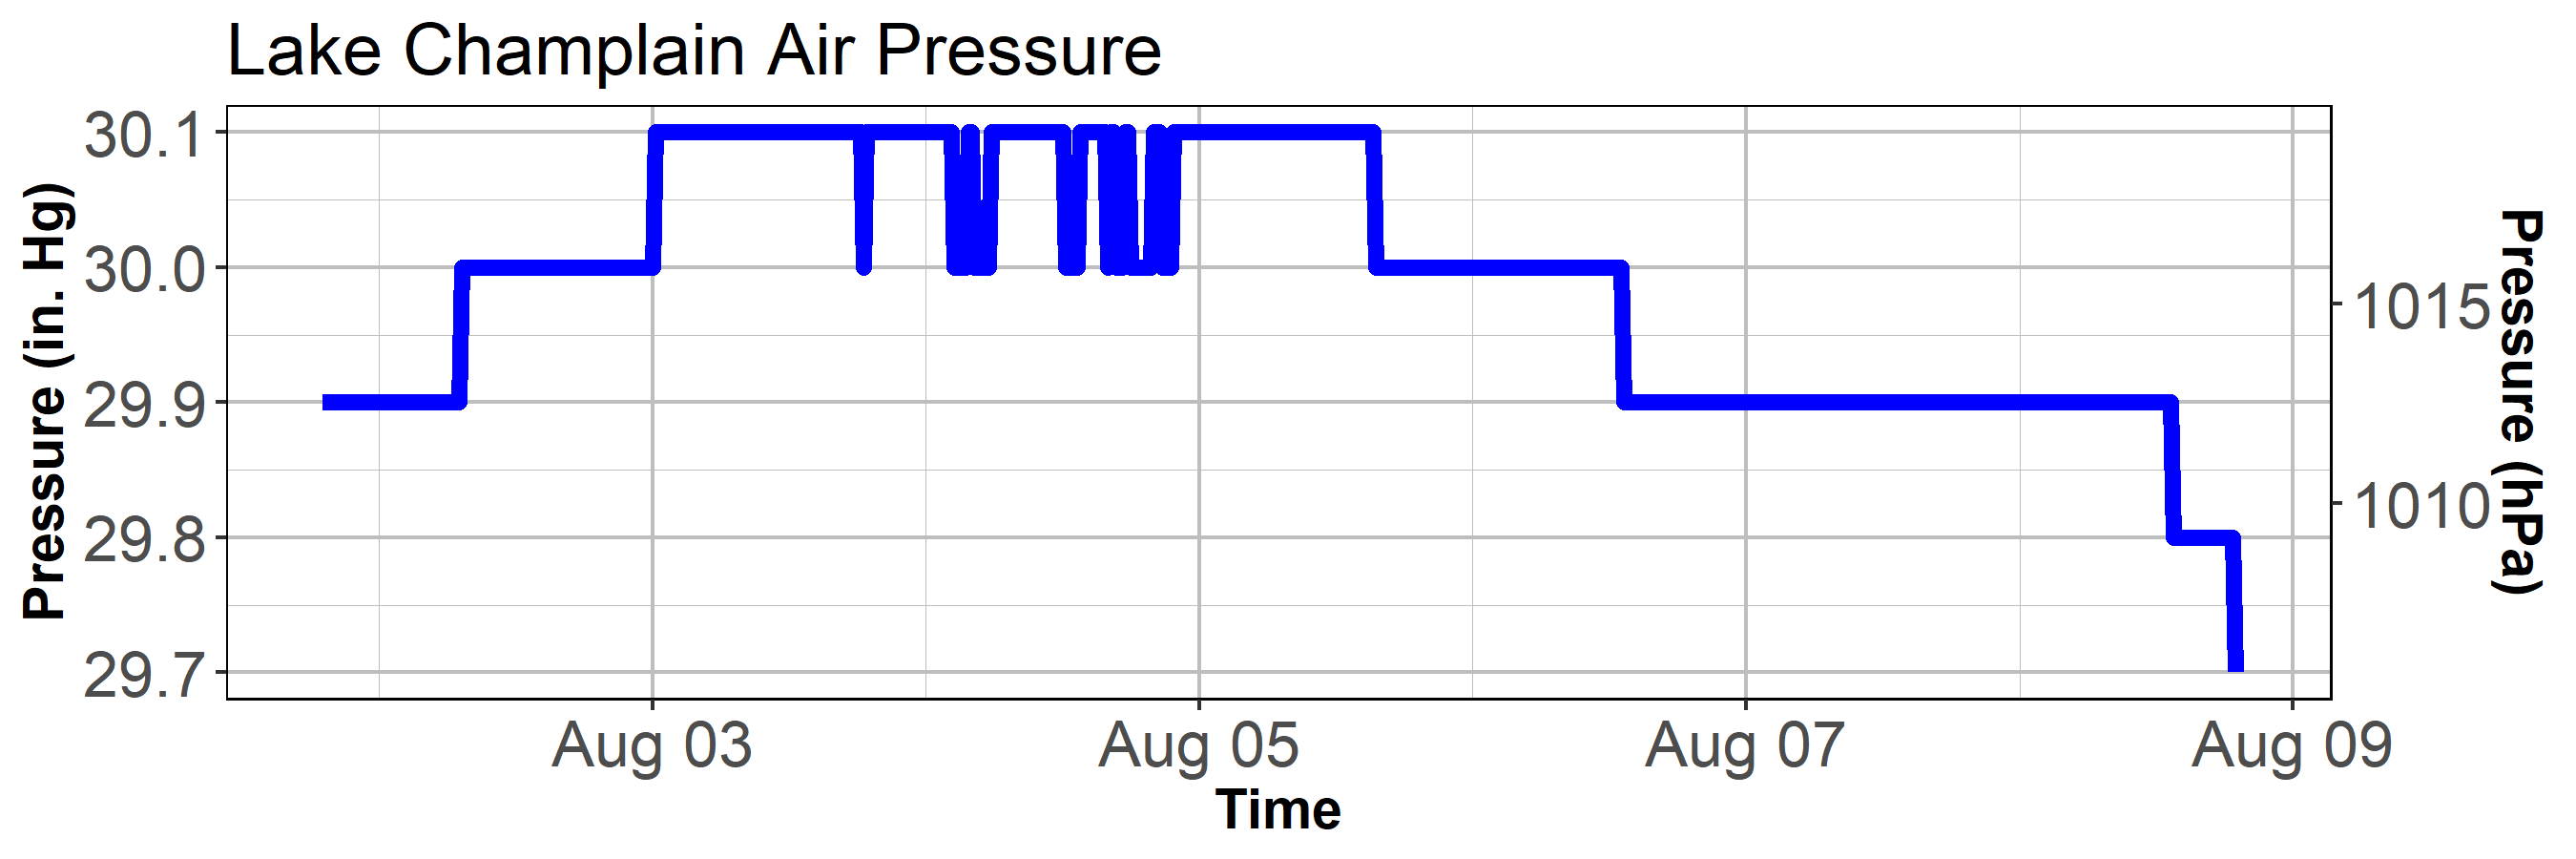 Lake Champlain Air Pressure
Pressure (in. Hg)
30.1
30.0
29.9
29.8
29.7
1015
1010
Pressure (hPa)
Aug 03 Aug 05 Aug 07 Aug 09
Time